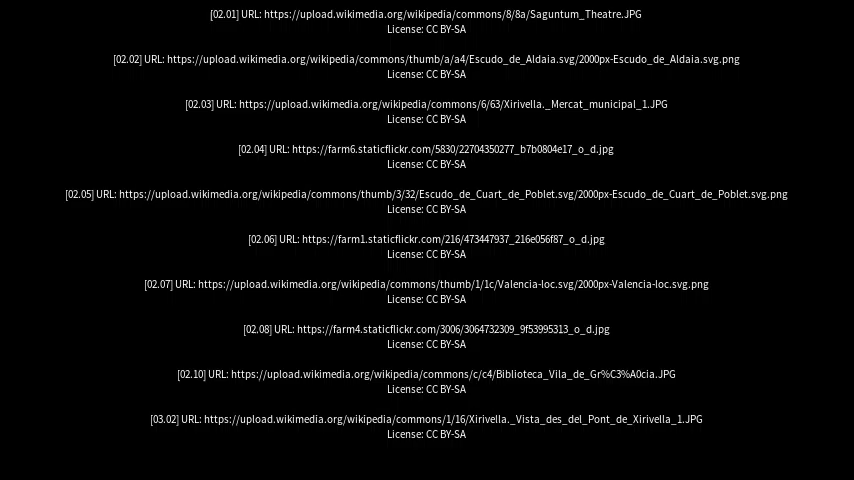 [02.01] URL: https://upload.wikimedia.org/wikipedia/commons/8/8a/Saguntum_Theatre.JPG
License: CC BY-SA
[02.02] URL: https://upload.wikimedia.org/wikipedia/commons/thumb/a/a4/Escudo_de_Aldaia.svg/2000px-Escudo_de_Aldaia.svg.png
License: CC BY-SA
[02.03] URL: https://upload.wikimedia.org/wikipedia/commons/6/63/Xirivella._Mercat_municipal_1.JPG
License: CC BY-SA
[02.04] URL: https://farm6.staticflickr.com/5830/22704350277_b7b0804e17_o_d.jpg
License: CC BY-SA
[02.05] URL: https://upload.wikimedia.org/wikipedia/commons/thumb/3/32/Escudo_de_Cuart_de_Poblet.svg/2000px-Escudo_de_Cuart_de_Poblet.svg.png
License: CC BY-SA
[02.06] URL: https://farm1.staticflickr.com/216/473447937_216e056f87_o_d.jpg
License: CC BY-SA
[02.07] URL: https://upload.wikimedia.org/wikipedia/commons/thumb/1/1c/Valencia-loc.svg/2000px-Valencia-loc.svg.png
License: CC BY-SA
[02.08] URL: https://farm4.staticflickr.com/3006/3064732309_9f53995313_o_d.jpg
License: CC BY-SA
[02.10] URL: https://upload.wikimedia.org/wikipedia/commons/c/c4/Biblioteca_Vila_de_Gr%C3%A0cia.JPG
License: CC BY-SA
[03.02] URL: https://upload.wikimedia.org/wikipedia/commons/1/16/Xirivella._Vista_des_del_Pont_de_Xirivella_1.JPG
License: CC BY-SA